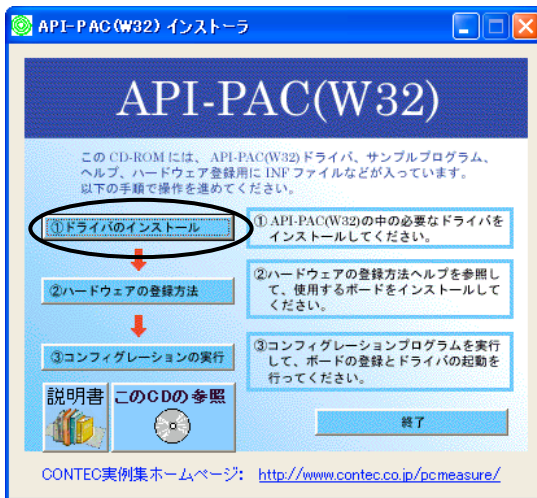 API-PAC(W32) インストーラ
API-PAC(W32)
この CD-ROM には、 API-PAC(W32) ドライバ、サンプルプログラム、
ヘルプ、ハードウェア登録用に INF ファイルなどが入っています。
以下の手順で操作を進めてください。
①ドライバのインストール
① API-PAC(W32)の中の必要なドライバを
インストールしてください。
②ハードウェアの登録方法
②ハードウェアの登録方法ヘルプを参照し
て、使用するボードをインストールして
ください。
③コンフィグレーションの実行
③コンフィグレーションプログラムを実行
して、ボードの登録とドライバの起動を
行ってください。
説明書
このCDの参照
終了
CONTEC実例集ホームページ： http://www.contec.co.jp/pcmeasure/